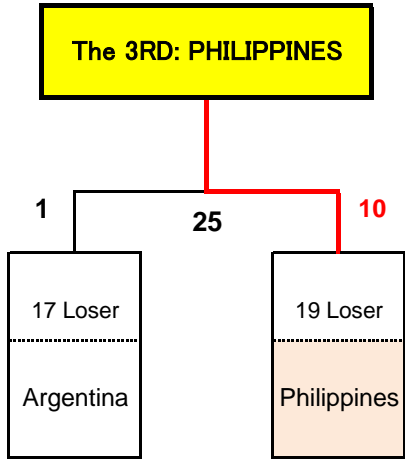 The 3RD: PHILIPPINES
1
25
10
17 Loser
19 Loser
Argentina
Philippines